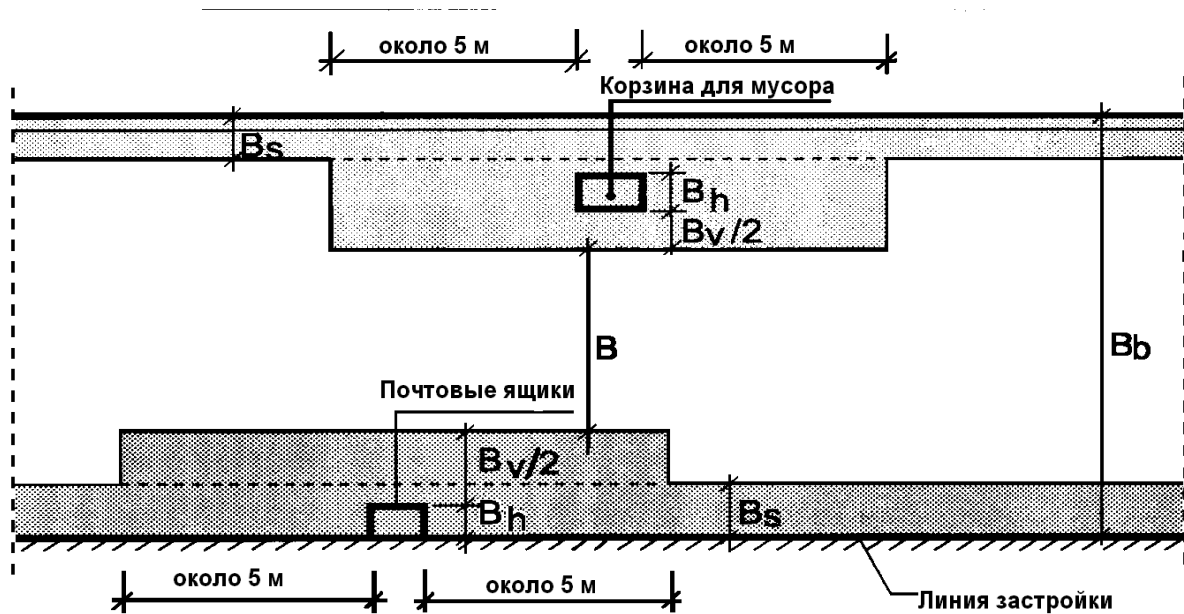 около 5 м
около 5 м
Корзина для мусора
Bs
Bh
Bv/2
B
Bb
Почтовые ящики
Bv/2
Bh
Bs
около 5 м
около 5 м
Линия застройки